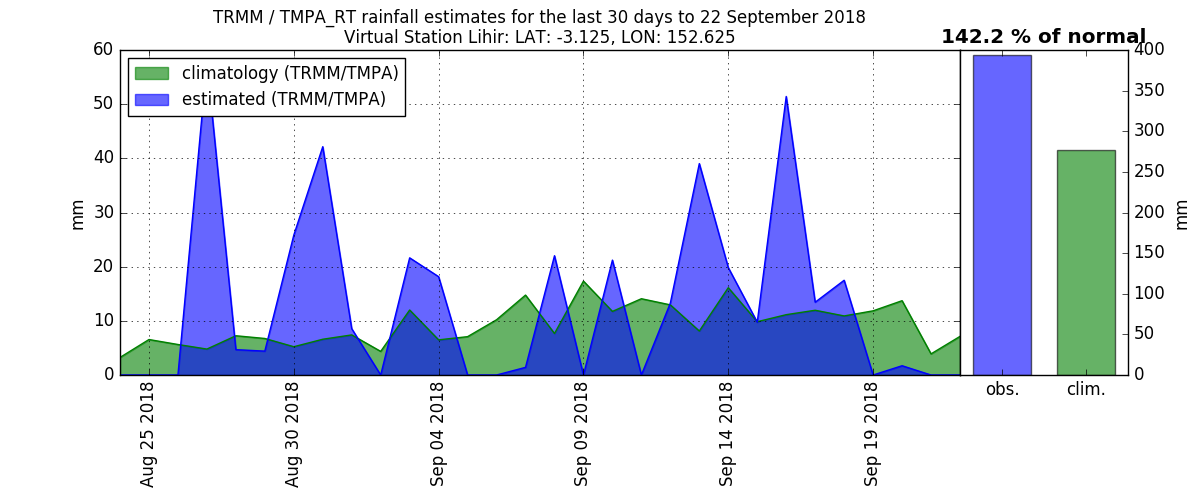 TRMM / TMPA_RT rainfall estimates for the last 30 days to 22 September 2018
Virtual Station Lihir: LAT: -3.125, LON: 152.625
142.2 % of normal
climatology (TRMM/TMPA)
estimated (TRMM/TMPA)
60
50
40
30
20
10
0
mm
Aug 25 2018
Aug 30 2018
Sep 04 2018
Sep 09 2018
Sep 14 2018
Sep 19 2018
400
350
300
250
200
150
100
50
0
mm
obs.
clim.